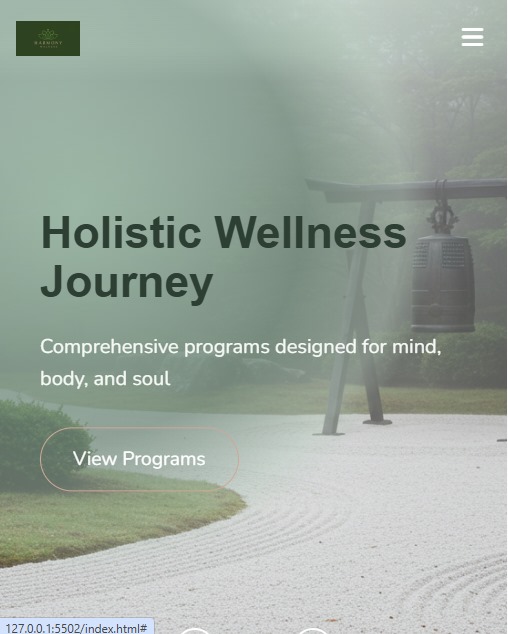 HARMONY
Holistic Wellness
Journey
Comprehensive programs designed for mind,
body, and soul
View Programs
127.0.0.1:5502/index.html#